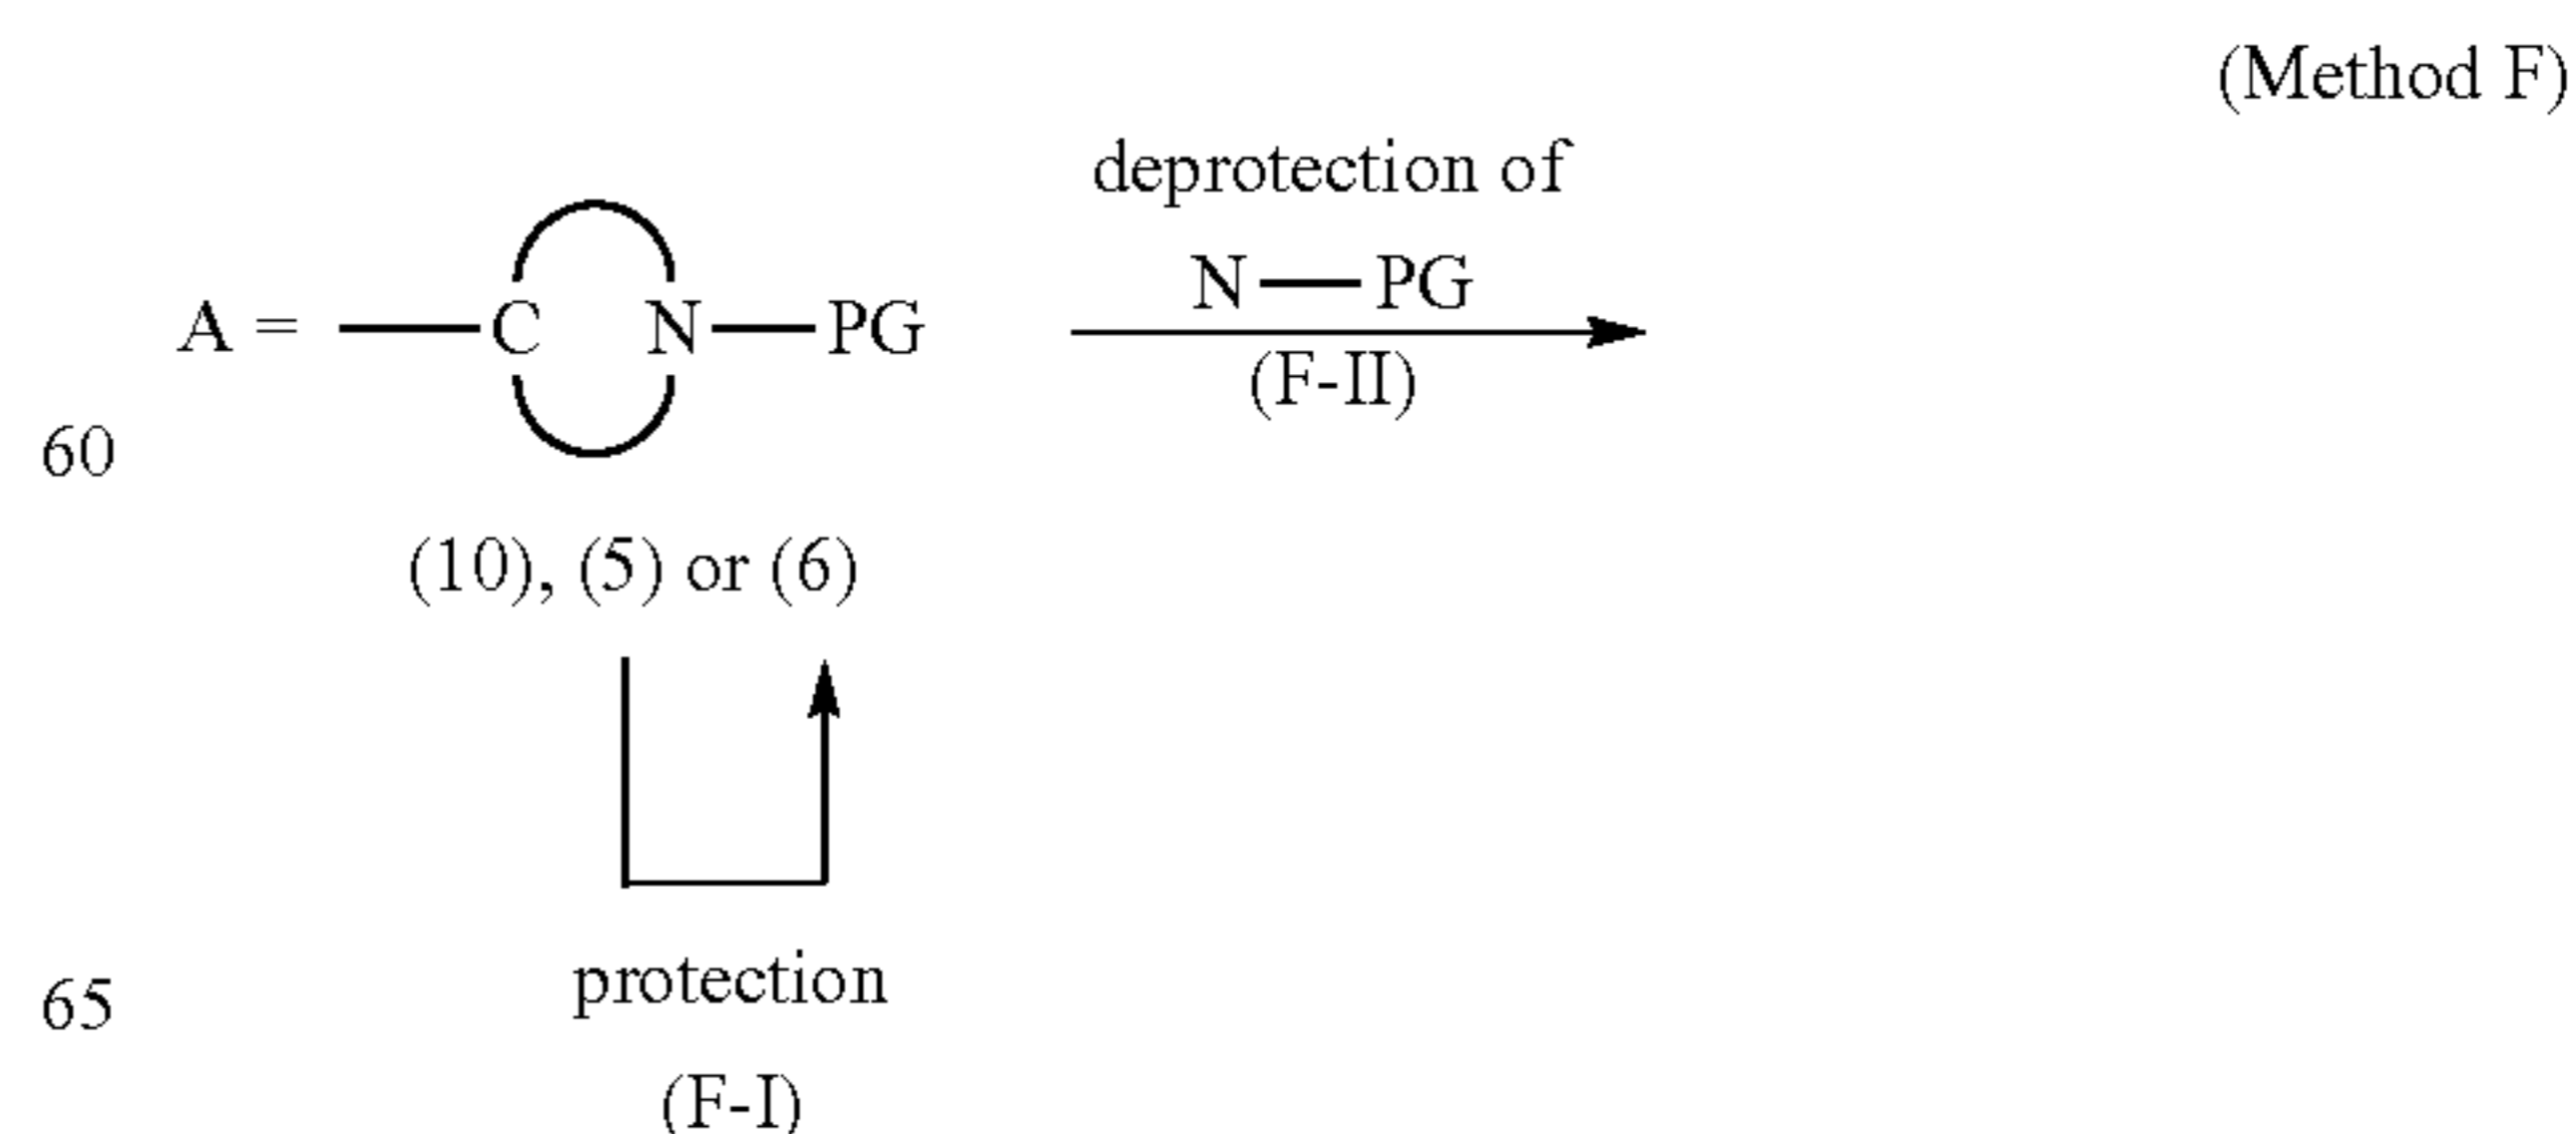 (Method F)
deprotection of
N—PG
A = —C N—PG
(F-II)
60
(10), (5) or (6)
65
protection
(F-I)